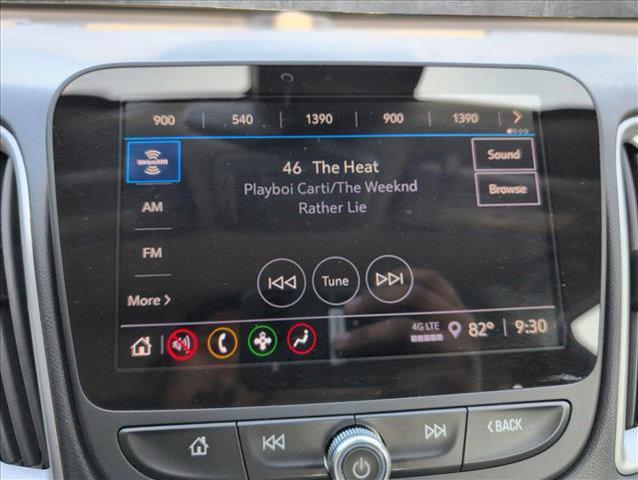 900 540 1390 900 1390
SiriusXM
Sound
46 The Heat
Playboi Carti/The Weeknd
Browse
AM
Rather Lie
FM
Tune
More
4G LTE
82° 9:30
BACK